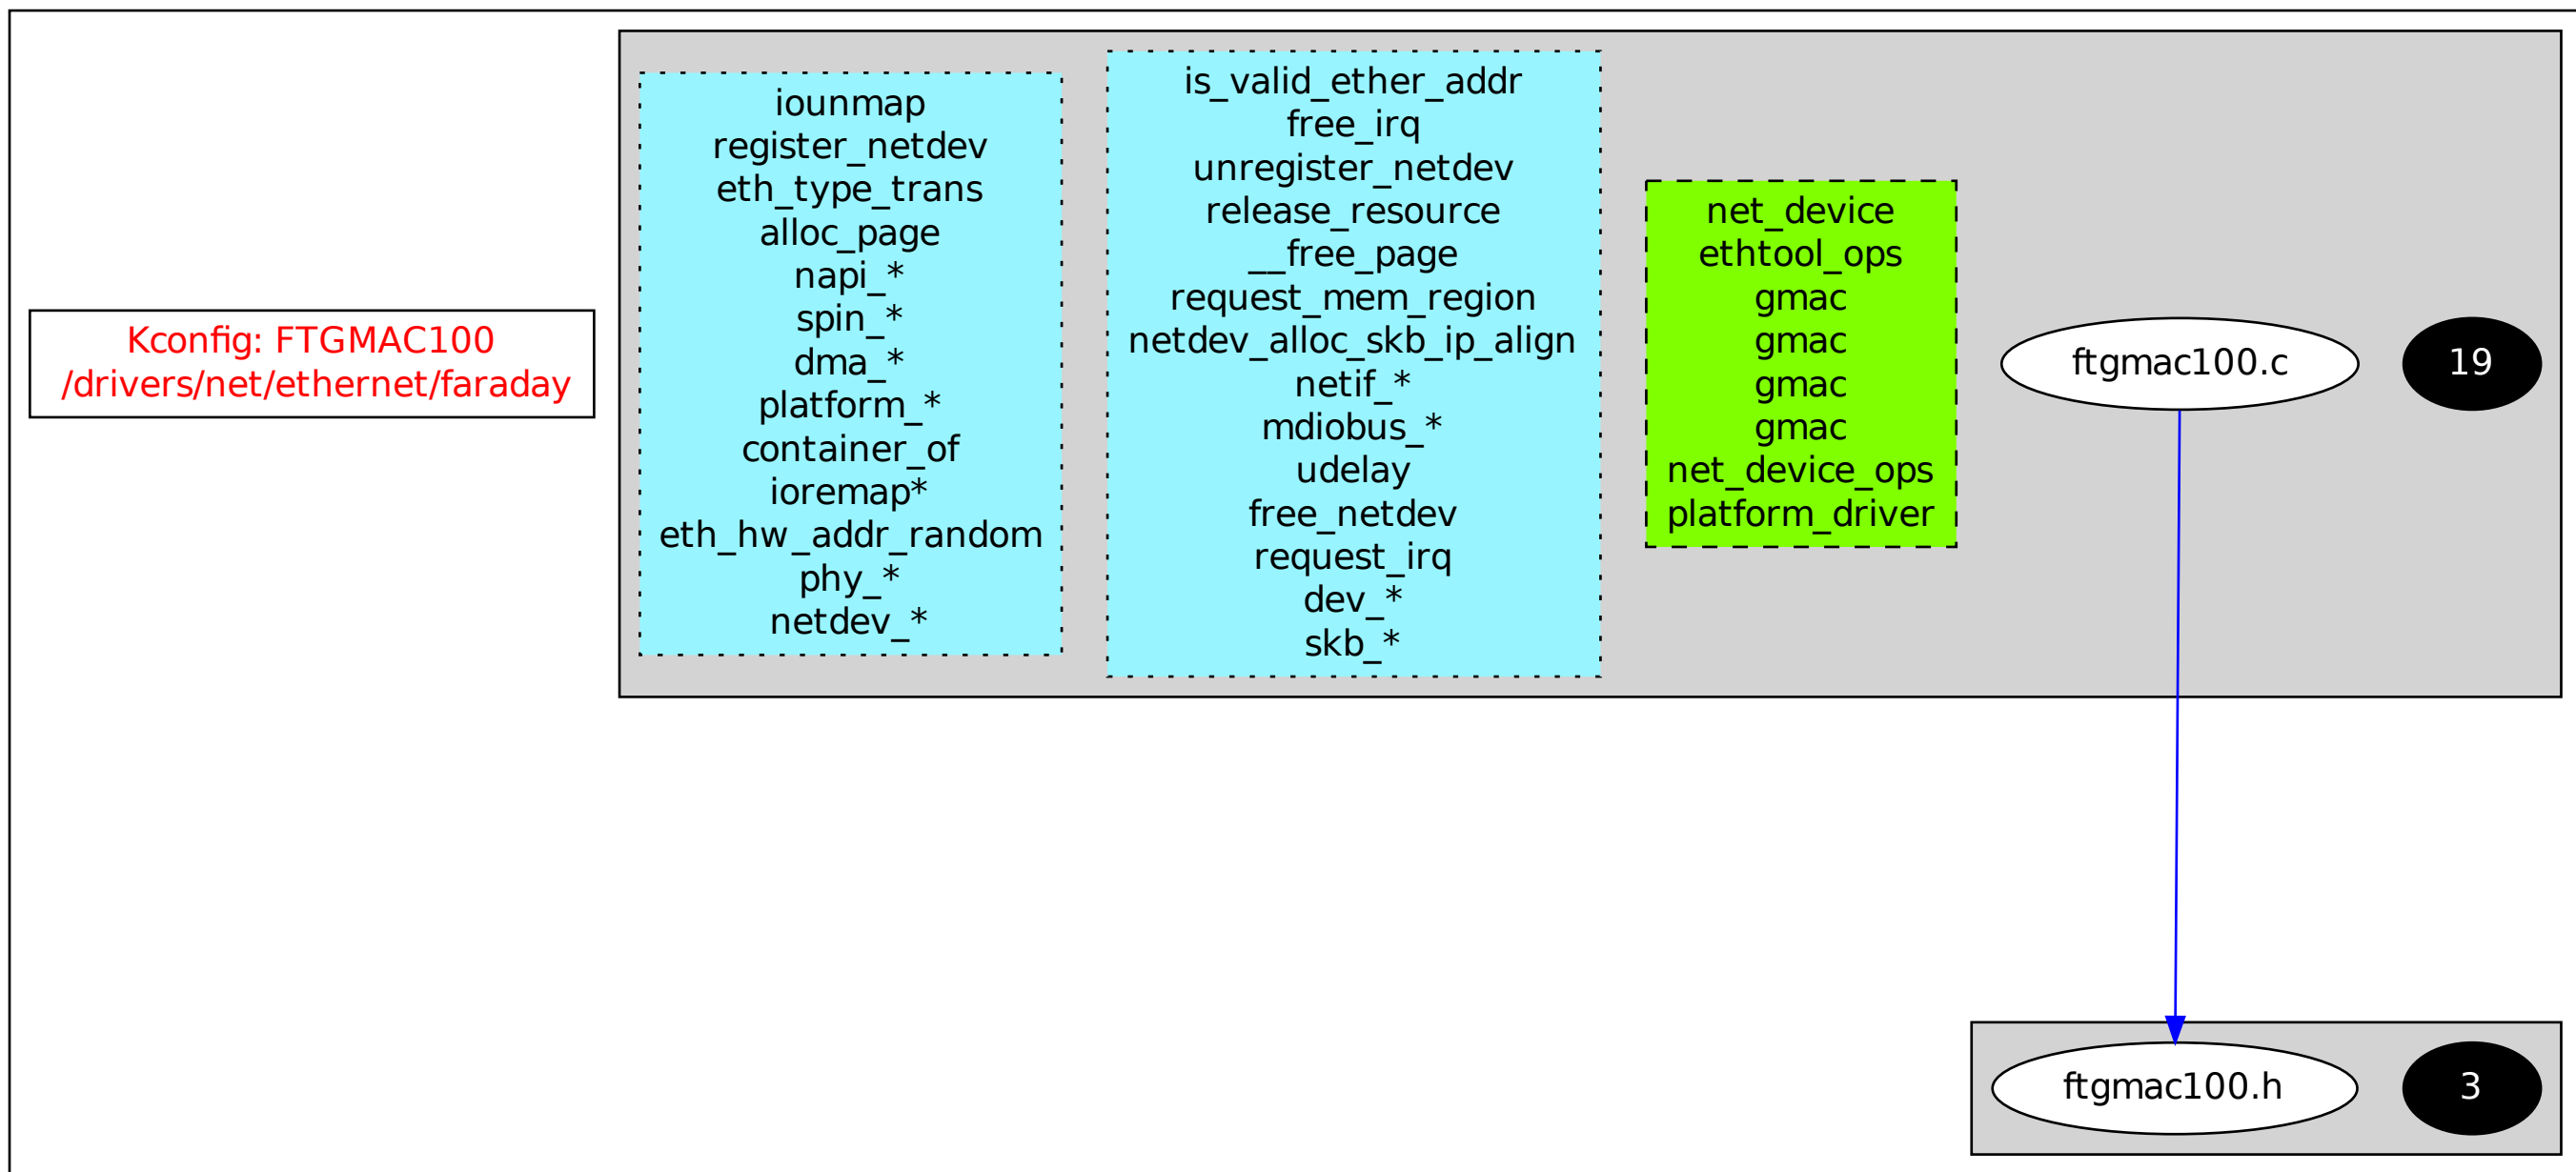 Kconfig: FTGMAC100
/drivers/net/ethernet/faraday
iounmap
register_netdev
eth_type_trans
alloc_page
napi_*
spin_*
dma_*
platform_*
container_of
ioremap*
eth_hw_addr_random
phy_*
netdev_*
is_valid_ether_addr
free_irq
unregister_netdev
release_resource
__free_page
request_mem_region
netdev_alloc_skb_ip_align
netif_*
mdiobus_*
udelay
free_netdev
request_irq
dev_*
skb_*
net_device
ethtool_ops
gmac
gmac
gmac
gmac
net_device_ops
platform_driver
ftgmac100.c
19
ftgmac100.h
3